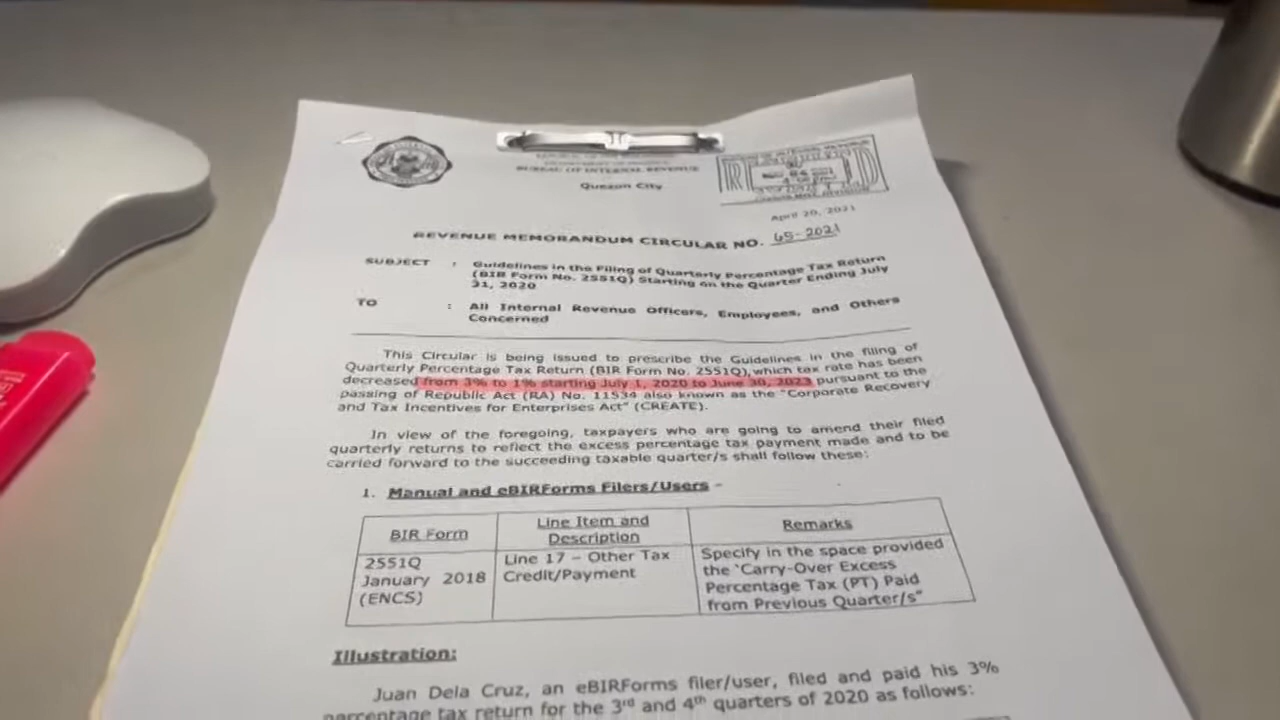 BUREAU OF INTERNAL REVENUE
Quezon City
April 20, 2021
REVENUE MEMORANDUM CIRCULAR NO. 65-2021
SUBJECT : Guidelines in the Filing of Quarterly Percentage Tax Return
(BIR Form No. 2551Q) Starting on the Quarter Ending July
31, 2020
TO : All Internal Revenue Officers, Employees, and Others
Concerned
This Circular is being issued to prescribe the Guidelines in the filing of
Quarterly Percentage Tax Return (BIR Form No. 2551Q), which tax rate has been
decreased from 3% to 1% starting July 1, 2020 to June 30, 2023 pursuant to the
passing of Republic Act (RA) No. 11534 also known as the "Corporate Recovery
and Tax Incentives for Enterprises Act" (CREATE).
In view of the foregoing, taxpayers who are going to amend their filed
quarterly returns to reflect the excess percentage tax payment made and to be
carried forward to the succeeding taxable quarter/s shall follow these:
1. Manual and eBIRForms Filers/Users –
BIR Form
Line Item and
Description
Remarks
2551Q
January 2018
(ENCS)
Line 17 – Other Tax
Credit/Payment
Specify in the space provided
the 'Carry-Over Excess
Percentage Tax (PT) Paid
from Previous Quarter/s"
Illustration:
Juan Dela Cruz, an eBIRForms filer/user, filed and paid his 3%
percentage tax return for the 3rd and 4th quarters of 2020 as follows: